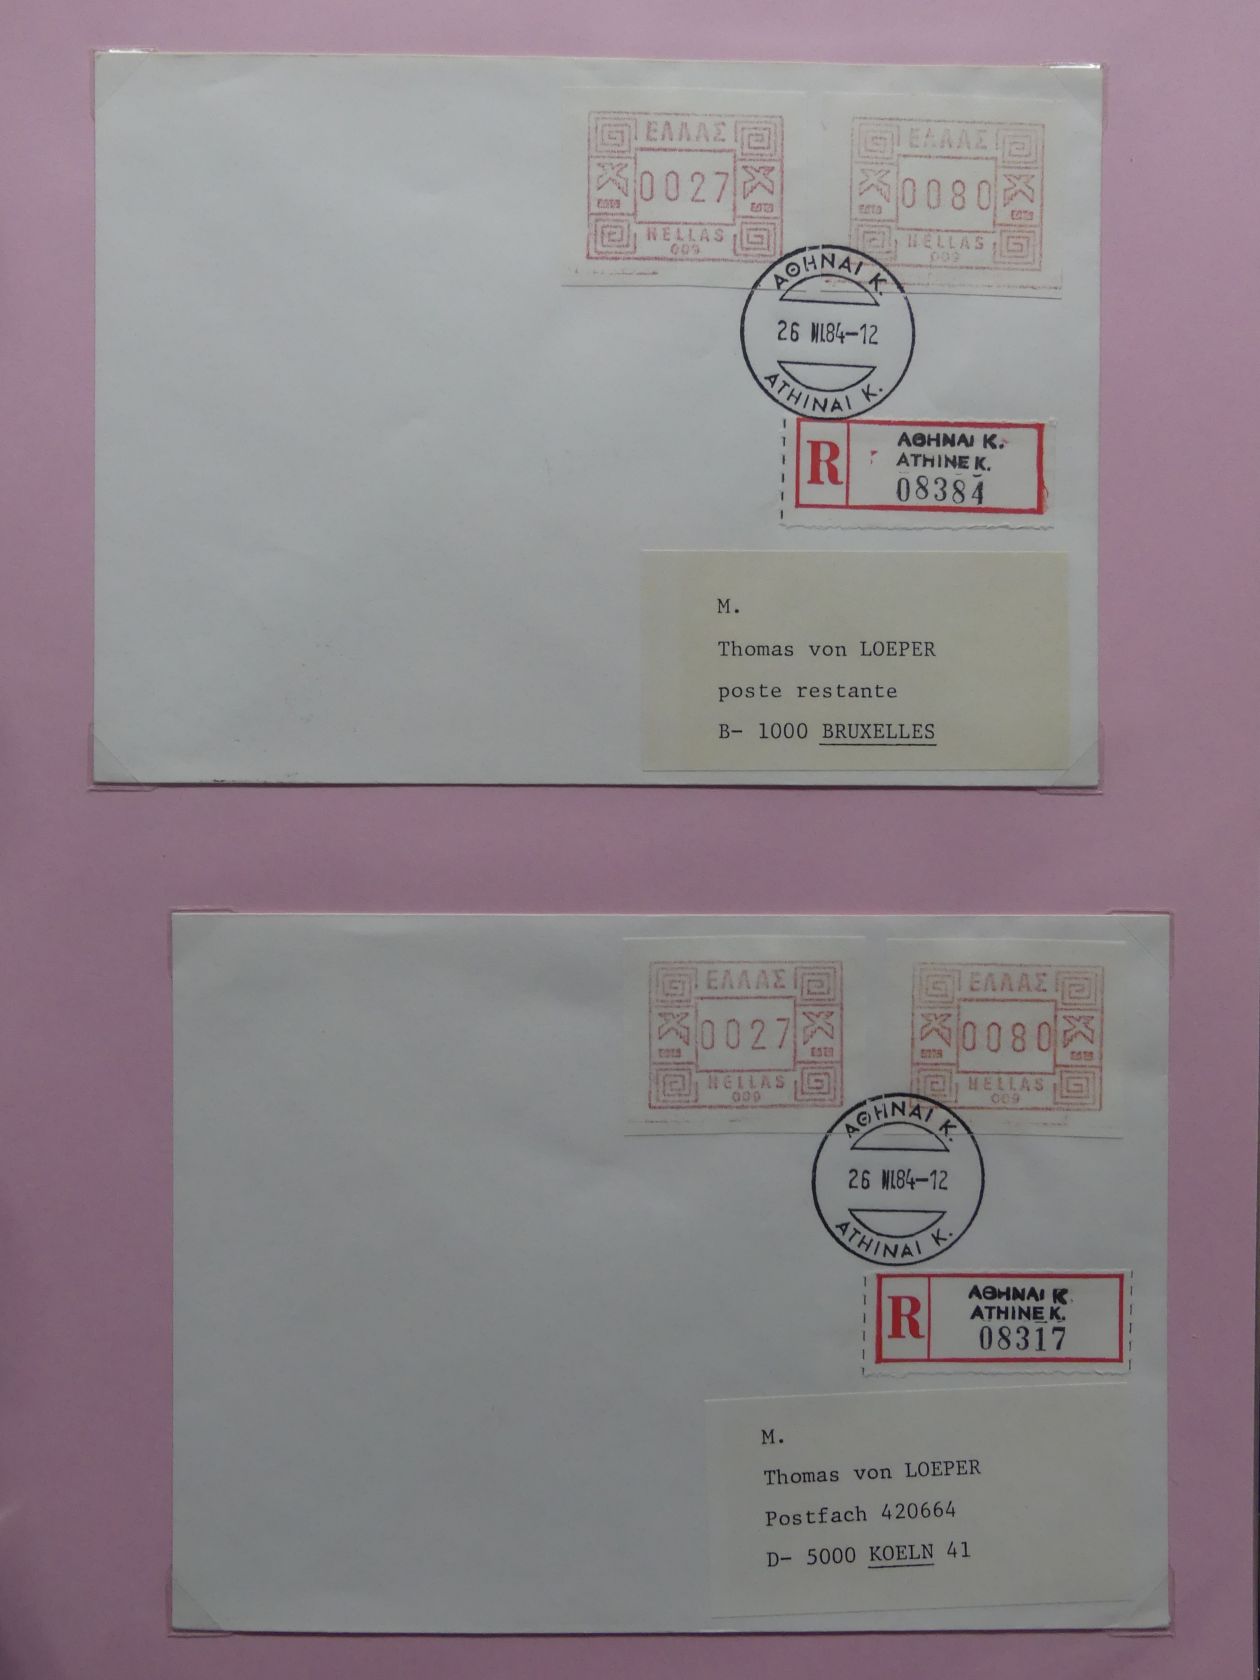 ΕΛΛΑΣ
0027
HELLAS
009
ΕΛΛΑΣ
0080
HELLAS
009
ΑΘΗΝΑΙ Κ.
26 VI.84-12
ATHINAI K.
R
ΑΘΗΝΑΙ Κ.
ATHINE K.
08384
M.
Thomas von LOEPER
poste restante
B- 1000 BRUXELLES
ΕΛΛΑΣ
0027
HELLAS
009
ΕΛΛΑΣ
0080
HELLAS
009
ΑΘΗΝΑΙ Κ.
26 VI.84-12
ATHINAI K.
R
ΑΘΗΝΑΙ Κ
ATHINE K.
08317
M.
Thomas von LOEPER
Postfach 420664
D- 5000 KOELN 41